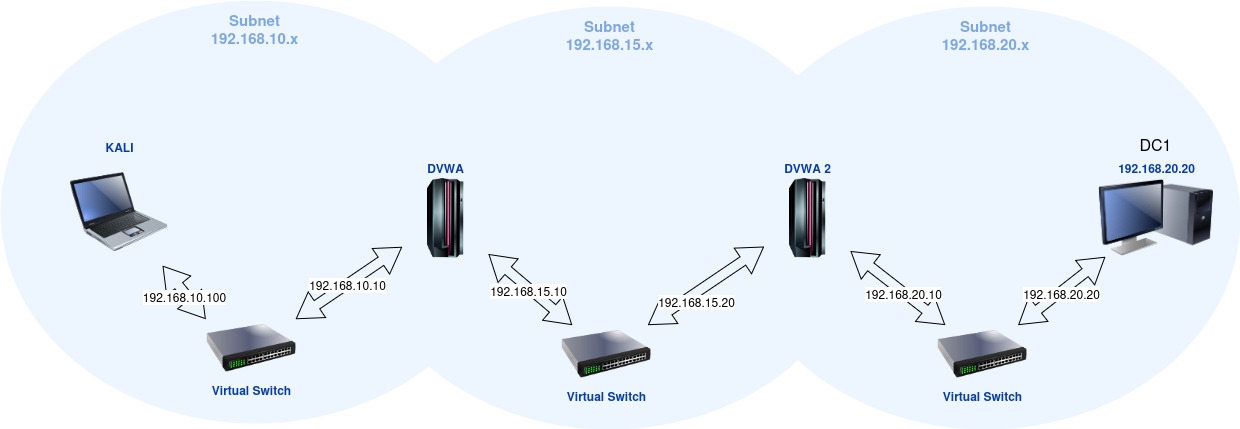 Subnet
192.168.10.x
Subnet
192.168.15.x
Subnet
192.168.20.x
KALI
DVWA
DVWA 2
DC1
192.168.20.20
192.168.10.100
192.168.10.10
192.168.15.10
192.168.15.20
192.168.20.10
192.168.20.20
Virtual Switch
Virtual Switch
Virtual Switch